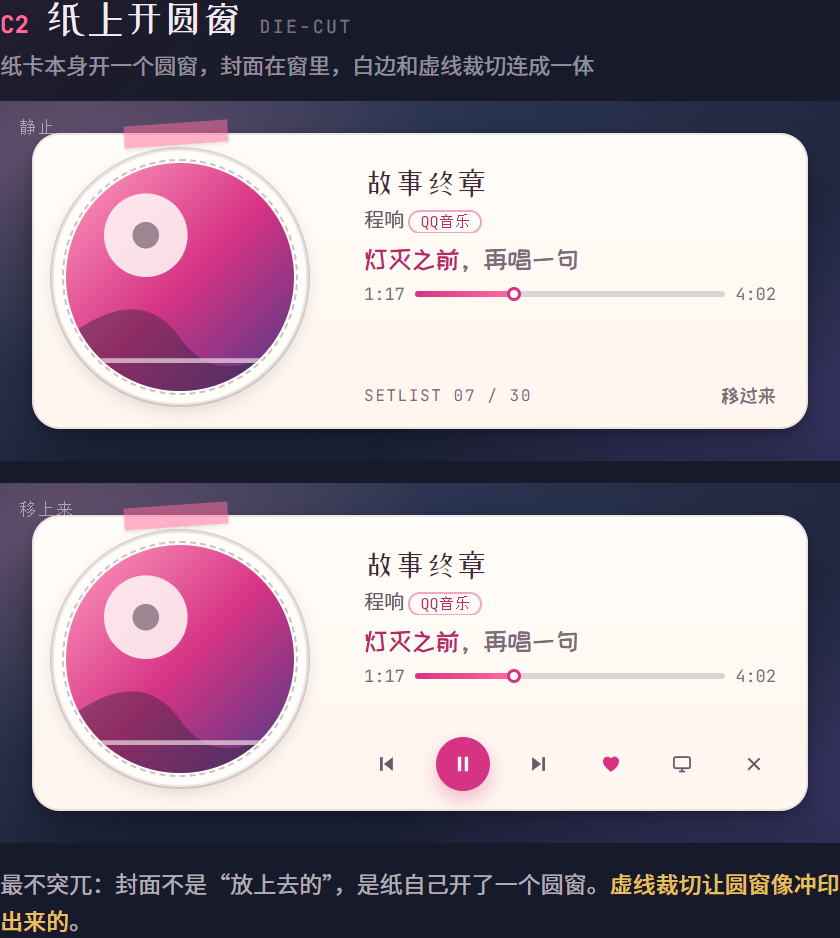 C2 纸上开圆窗 DIE-CUT
纸卡本身开一个圆窗，封面在窗里，白边和虚线裁切连成一体
静止
故事终章
程响 QQ音乐
灯灭之前，再唱一句
1:17 4:02
SETLIST 07 / 30 移过来
移上来
故事终章
程响 QQ音乐
灯灭之前，再唱一句
1:17 4:02
最不突兀：封面不是“放上去的”，是纸自己开了一个圆窗。虚线裁切让圆窗像冲印
出来的。